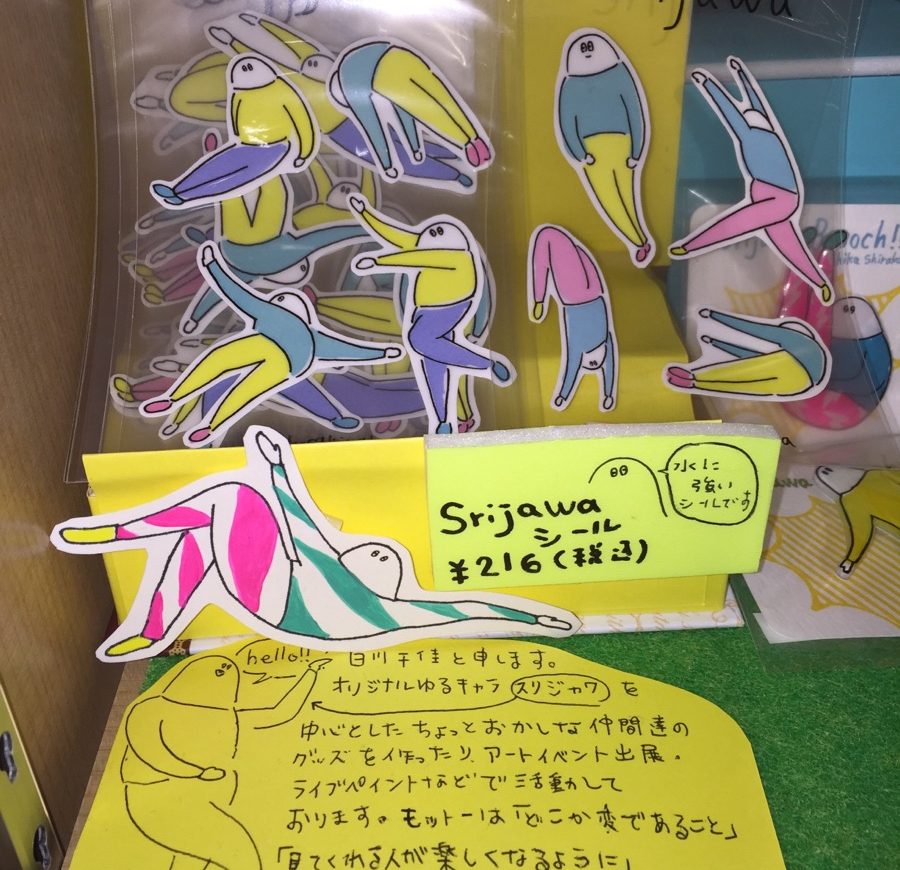 Srijawa
Pooch!!
hika Shirak
Srijawa
シール
¥216(税込)
水に
強い
シールです
hello!!
白川千佳と申します。
オリジナルゆるキャラ スリジャワ を
中心とした ちょっとおかしな仲間達の
グッズを作ったり、アートイベント出展。
ライブペイントなどで活動して
おります。モットーは「どこか変であること」
「見てくれる人が楽しくなるように」